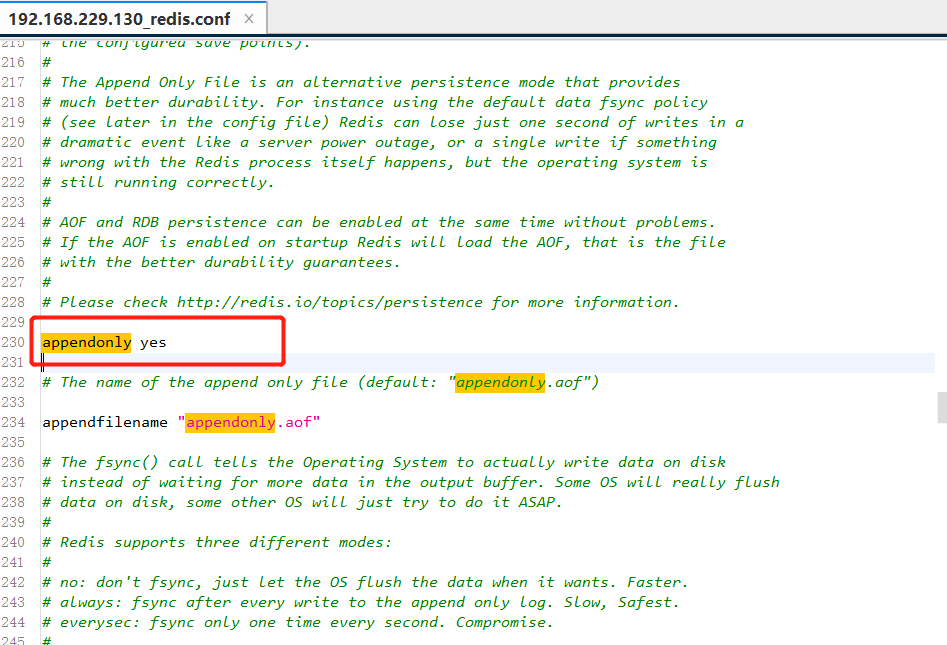 192.168.229.130_redis.conf ×
215 # the configured save points).
216 #
217 # The Append Only File is an alternative persistence mode that provides
218 # much better durability. For instance using the default data fsync policy
219 # (see later in the config file) Redis can lose just one second of writes in a
220 # dramatic event like a server power outage, or a single write if something
221 # wrong with the Redis process itself happens, but the operating system is
222 # still running correctly.
223 #
224 # AOF and RDB persistence can be enabled at the same time without problems.
225 # If the AOF is enabled on startup Redis will load the AOF, that is the file
226 # with the better durability guarantees.
227 #
228 # Please check http://redis.io/topics/persistence for more information.
229
230 appendonly yes
231
232 # The name of the append only file (default: "appendonly.aof")
233
234 appendfilename "appendonly.aof"
235
236 # The fsync() call tells the Operating System to actually write data on disk
237 # instead of waiting for more data in the output buffer. Some OS will really flush
238 # data on disk, some other OS will just try to do it ASAP.
239 #
240 # Redis supports three different modes:
241 #
242 # no: don't fsync, just let the OS flush the data when it wants. Faster.
243 # always: fsync after every write to the append only log. Slow, Safest.
244 # everysec: fsync only one time every second. Compromise.
245 #